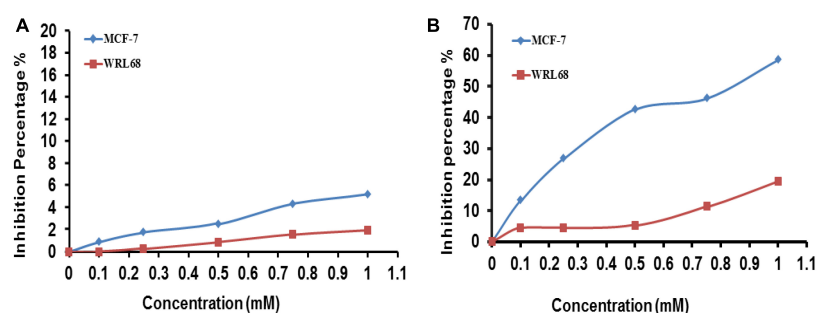 A
Inhibition Percentage %
20
18
16
14
12
10
8
6
4
2
0
MCF-7
WRL68
0 0.1 0.2 0.3 0.4 0.5 0.6 0.7 0.8 0.9 1 1.1
Concentration (mM)
B
Inhibition percentage %
70
60
50
40
30
20
10
0
MCF-7
WRL68
0 0.1 0.2 0.3 0.4 0.5 0.6 0.7 0.8 0.9 1 1.1
Concentration (mM)